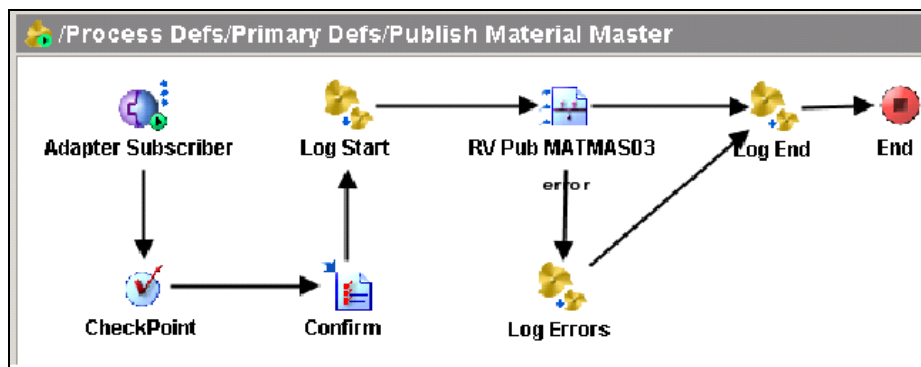 /Process Defs/Primary Defs/Publish Material Master
Adapter Subscriber
Log Start
RV Pub MATMAS03
Log End
End
error
CheckPoint
Confirm
Log Errors